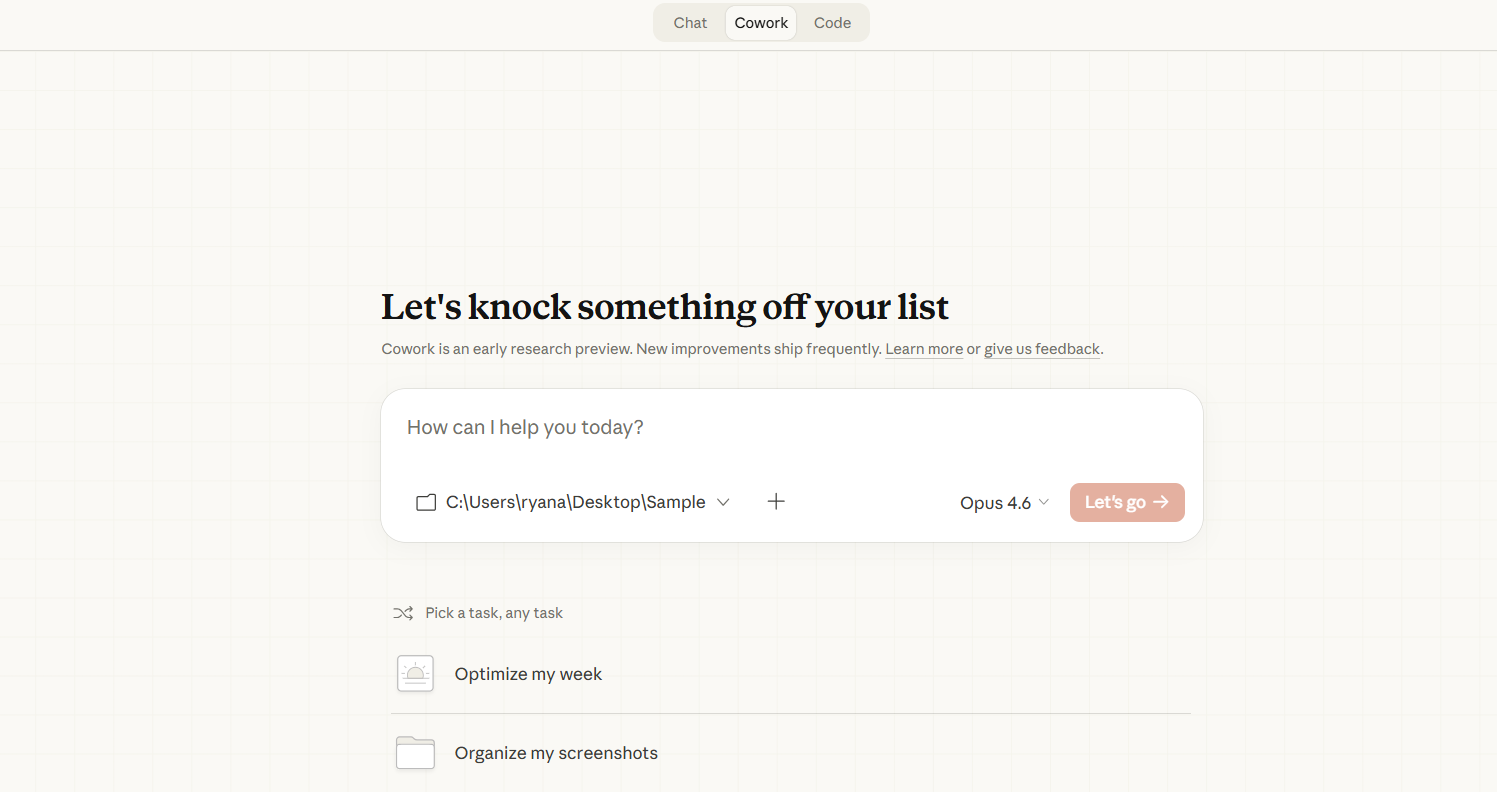 Chat Cowork Code
Let's knock something off your list
Cowork is an early research preview. New improvements ship frequently. Learn more or give us feedback.
How can I help you today?
C:\Users\ryana\Desktop\Sample Opus 4.6 Let's go →
Pick a task, any task
Optimize my week
Organize my screenshots